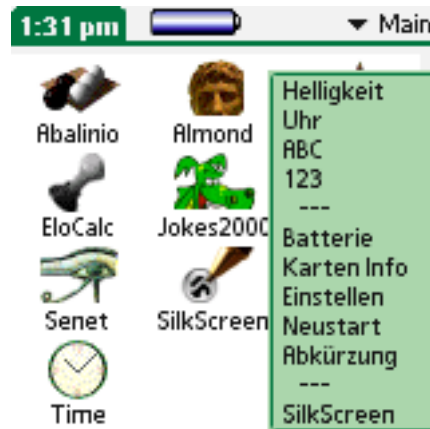 1:31 pm
Main
Abalinio
Almond
EloCalc
Jokes2000
Senet
SilkScreen
Time
Helligkeit
Uhr
ABC
123
---
Batterie
Karten Info
Einstellen
Neustart
Abkürzung
---
SilkScreen